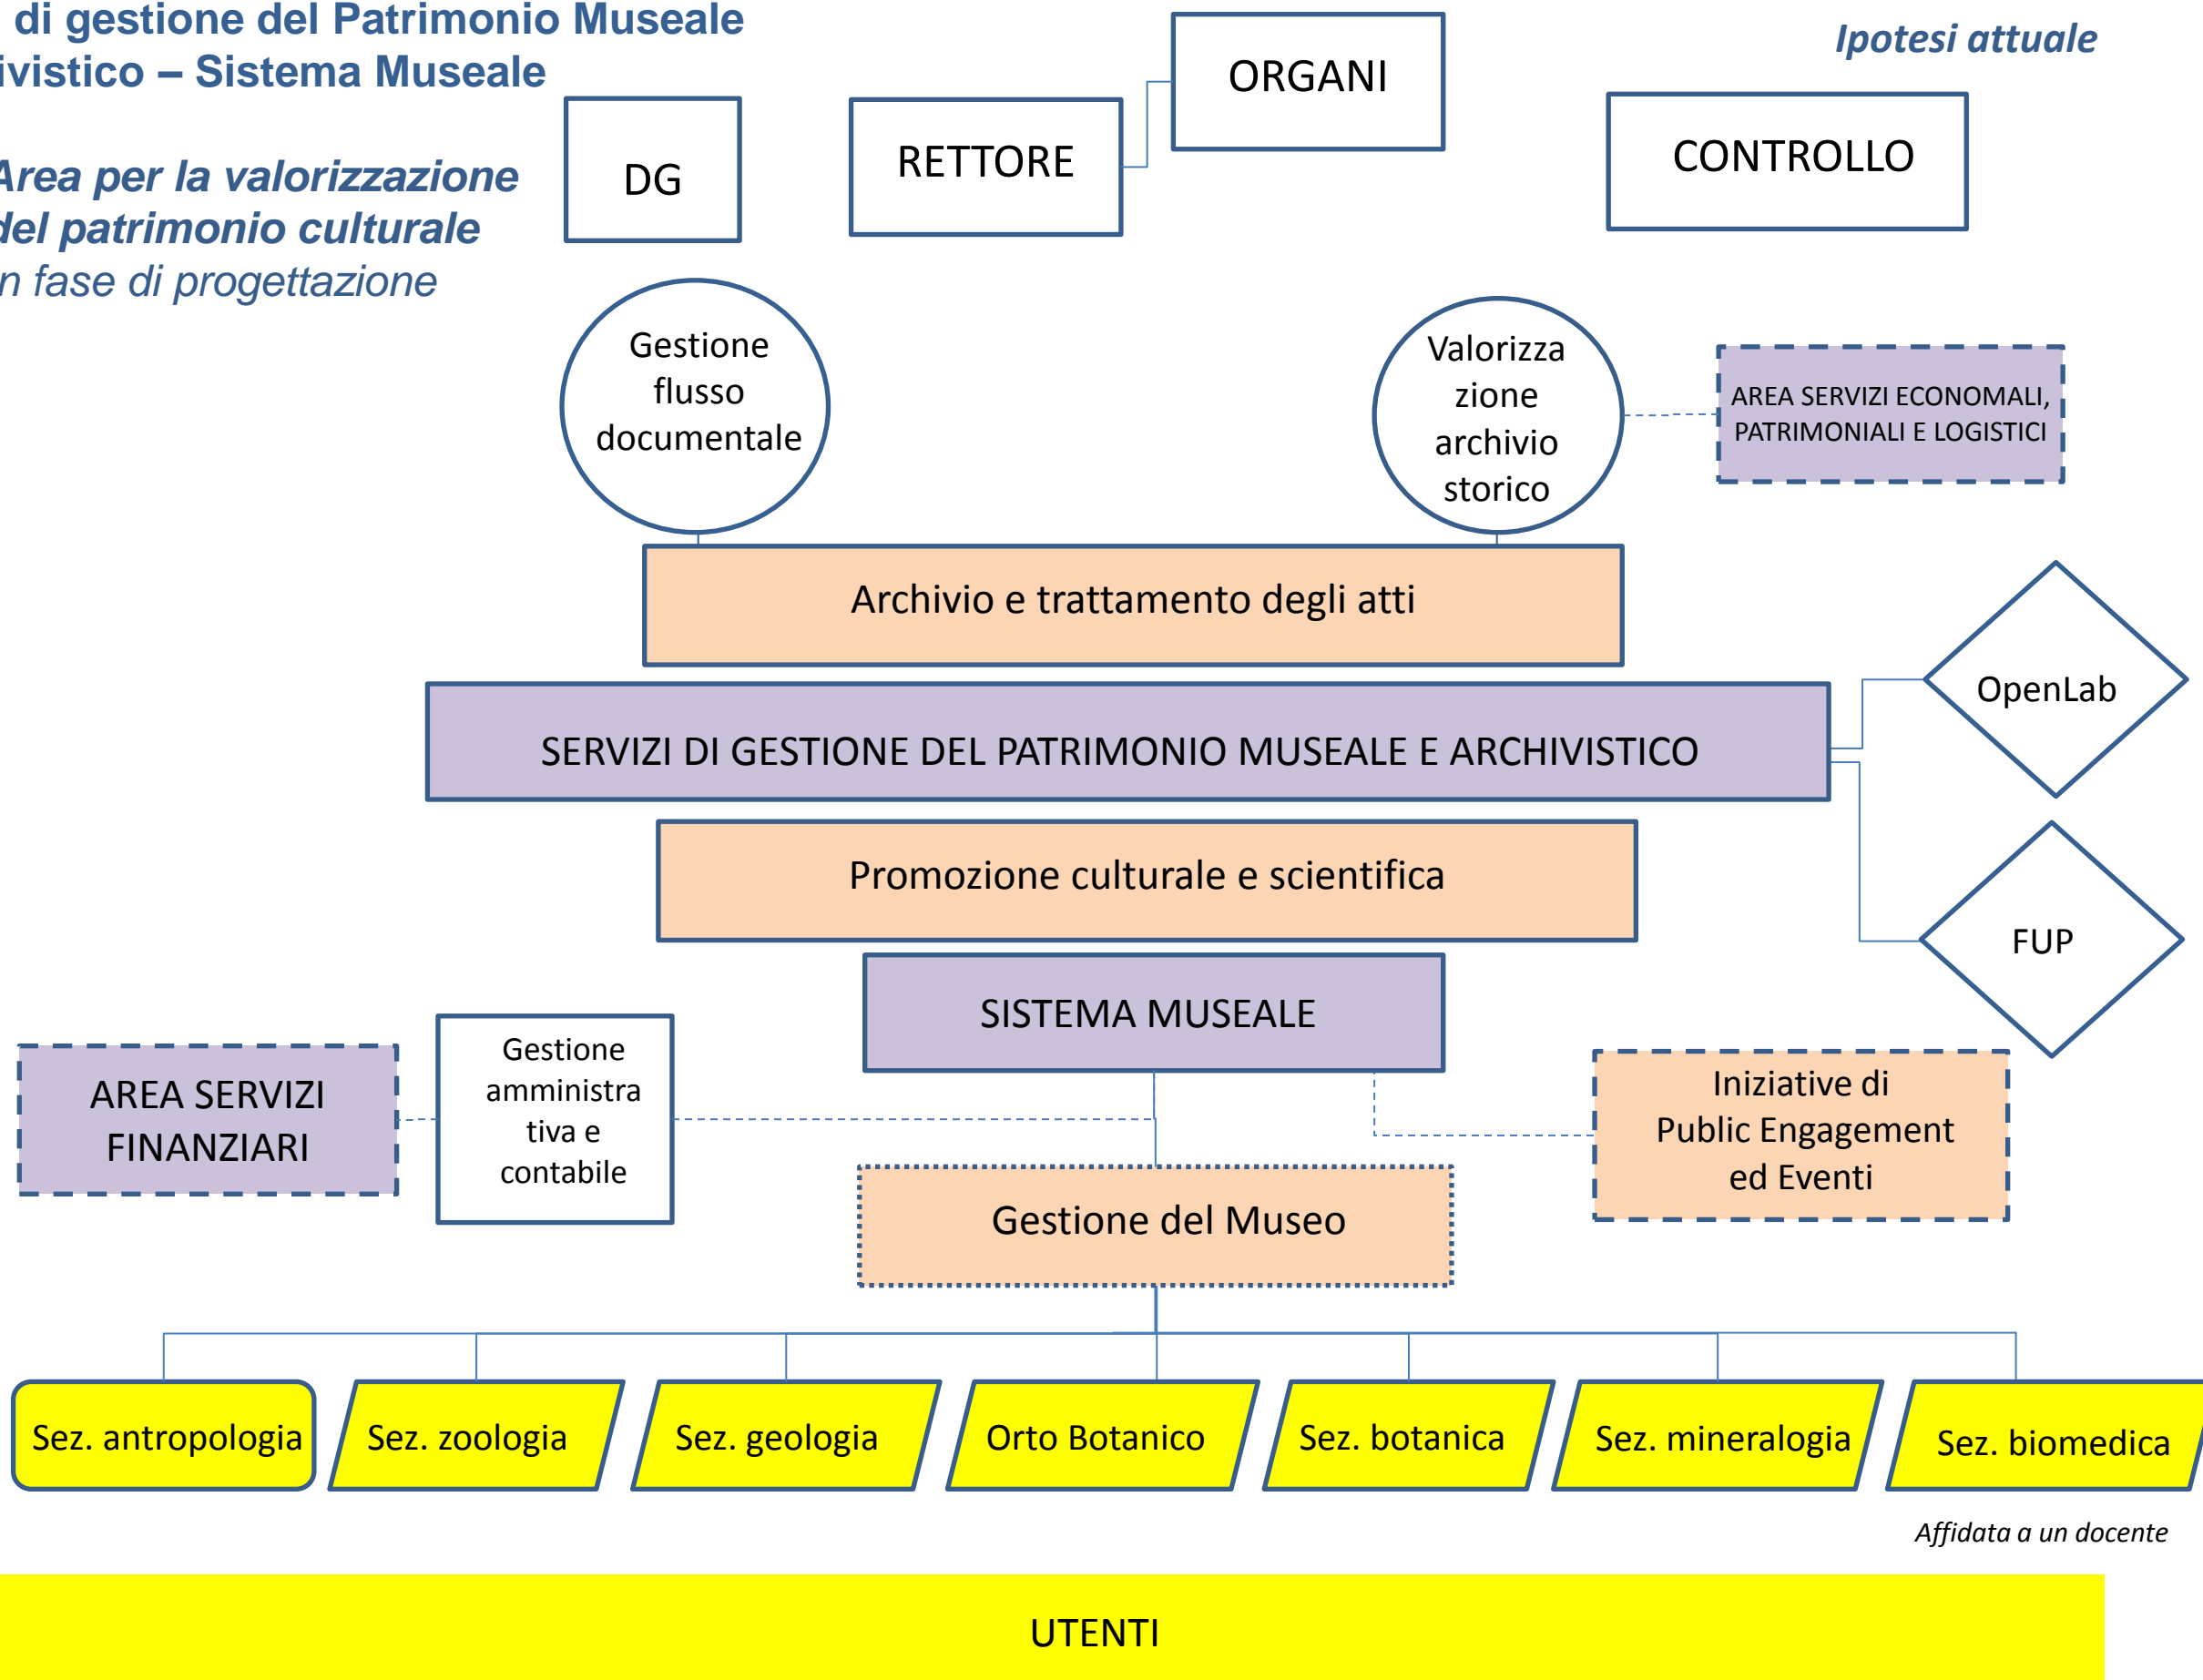 di gestione del Patrimonio Museale
ivistico – Sistema Museale
Ipotesi attuale
Area per la valorizzazione
del patrimonio culturale
n fase di progettazione
DG
RETTORE
ORGANI
CONTROLLO
Gestione
flusso
documentale
Valorizza
zione
archivio
storico
AREA SERVIZI ECONOMALI,
PATRIMONIALI E LOGISTICI
Archivio e trattamento degli atti
SERVIZI DI GESTIONE DEL PATRIMONIO MUSEALE E ARCHIVISTICO
OpenLab
Promozione culturale e scientifica
FUP
SISTEMA MUSEALE
AREA SERVIZI
FINANZIARI
Gestione
amministra
tiva e
contabile
Iniziative di
Public Engagement
ed Eventi
Gestione del Museo
Sez. antropologia
Sez. zoologia
Sez. geologia
Orto Botanico
Sez. botanica
Sez. mineralogia
Sez. biomedica
Affidata a un docente
UTENTI